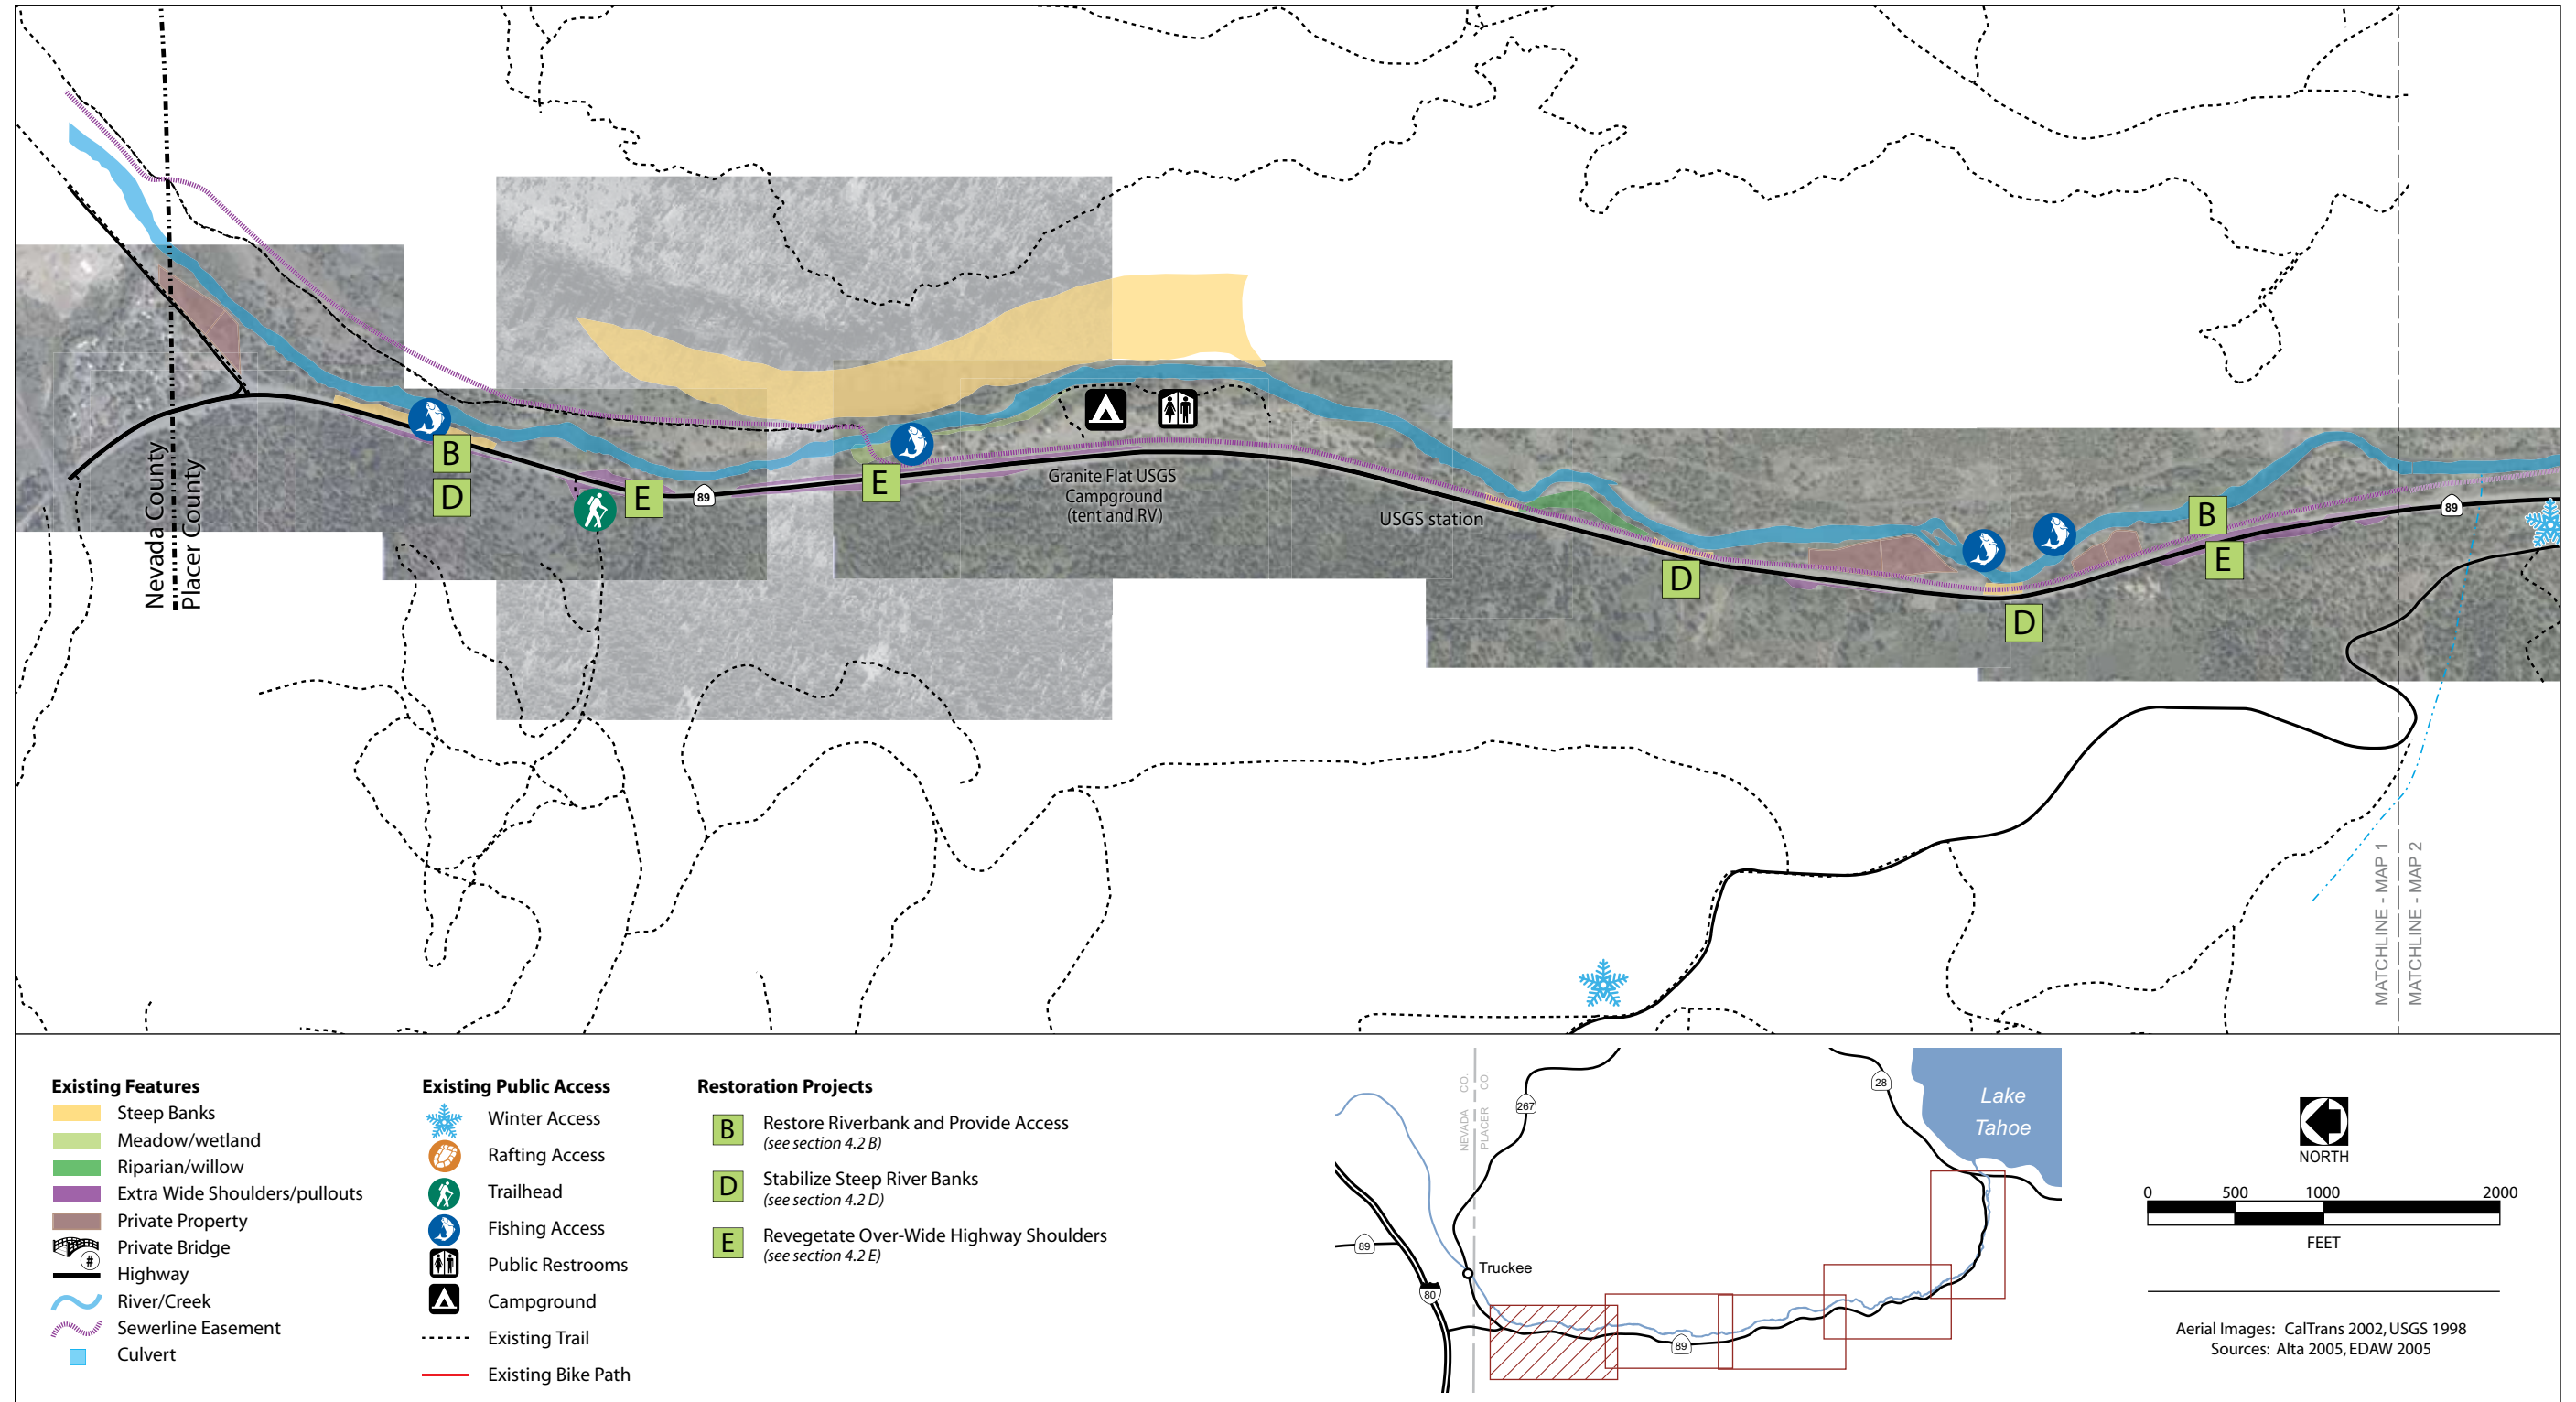 Nevada County
Placer County
B
D
E
89
E
Granite Flat USGS
Campground
(tent and RV)
USGS station
D
D
B
E
89
MATCHLINE - MAP 1
MATCHLINE - MAP 2
Existing Features
Steep Banks
Meadow/wetland
Riparian/willow
Extra Wide Shoulders/pullouts
Private Property
Private Bridge
#
Highway
River/Creek
Sewerline Easement
Culvert
Existing Public Access
Winter Access
Rafting Access
Trailhead
Fishing Access
Public Restrooms
Campground
Existing Trail
Existing Bike Path
Restoration Projects
B Restore Riverbank and Provide Access
(see section 4.2 B)
D Stabilize Steep River Banks
(see section 4.2 D)
E Revegetate Over-Wide Highway Shoulders
(see section 4.2 E)
NEVADA CO.
PLACER CO.
267
28
Lake
Tahoe
89
80
Truckee
89
NORTH
0 500 1000 2000
FEET
Aerial Images: CalTrans 2002, USGS 1998
Sources: Alta 2005, EDAW 2005